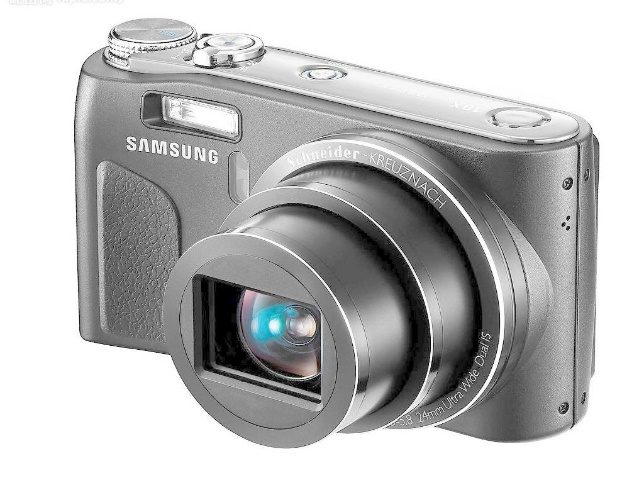 SAMSUNG
Schneider - KREUZNACH
24mm Ultra Wide Dual IS